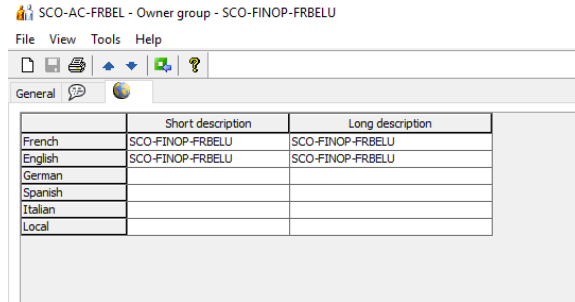 SCO-AC-FRBEL - Owner group - SCO-FINOP-FRBELU
File View Tools Help
General
Short description Long description
French SCO-FINOP-FRBELU SCO-FINOP-FRBELU
English SCO-FINOP-FRBELU SCO-FINOP-FRBELU
German
Spanish
Italian
Local